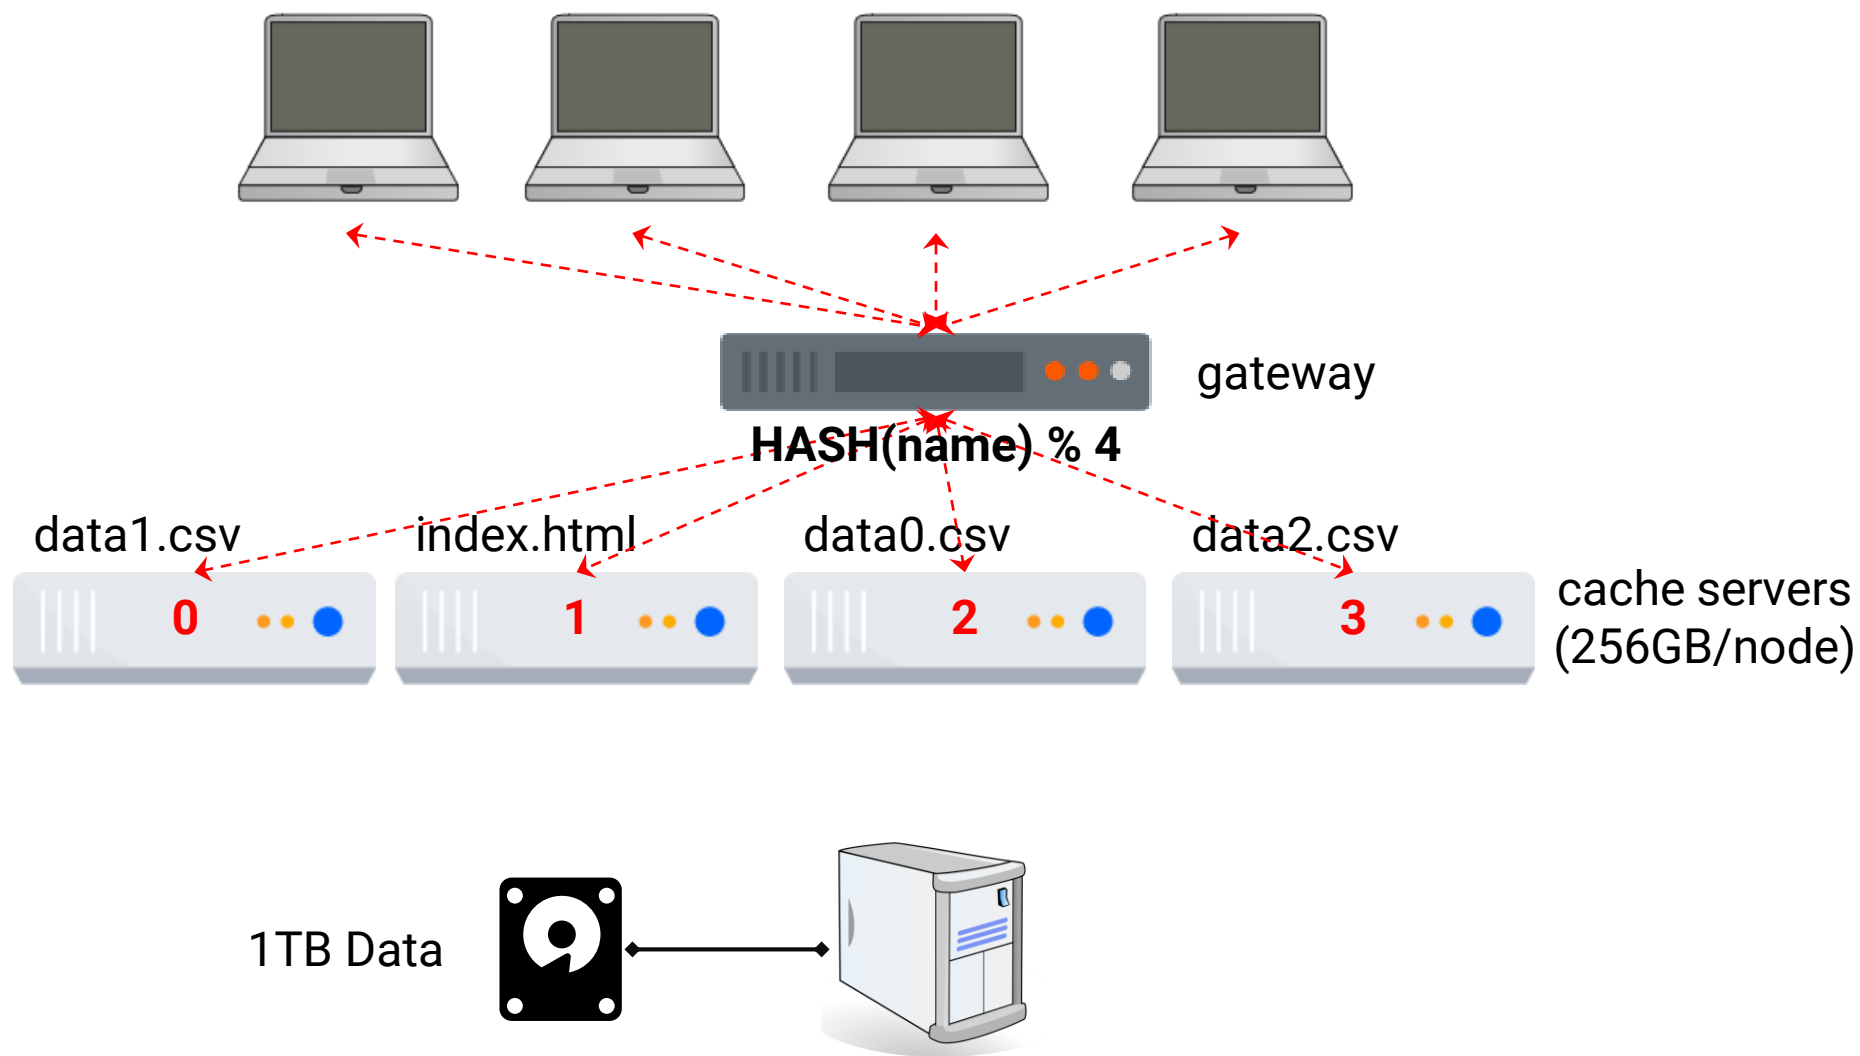 gateway
HASH(name) % 4
data1.csv
index.html
data0.csv
data2.csv
0
1
2
3
cache servers
(256GB/node)
1TB Data